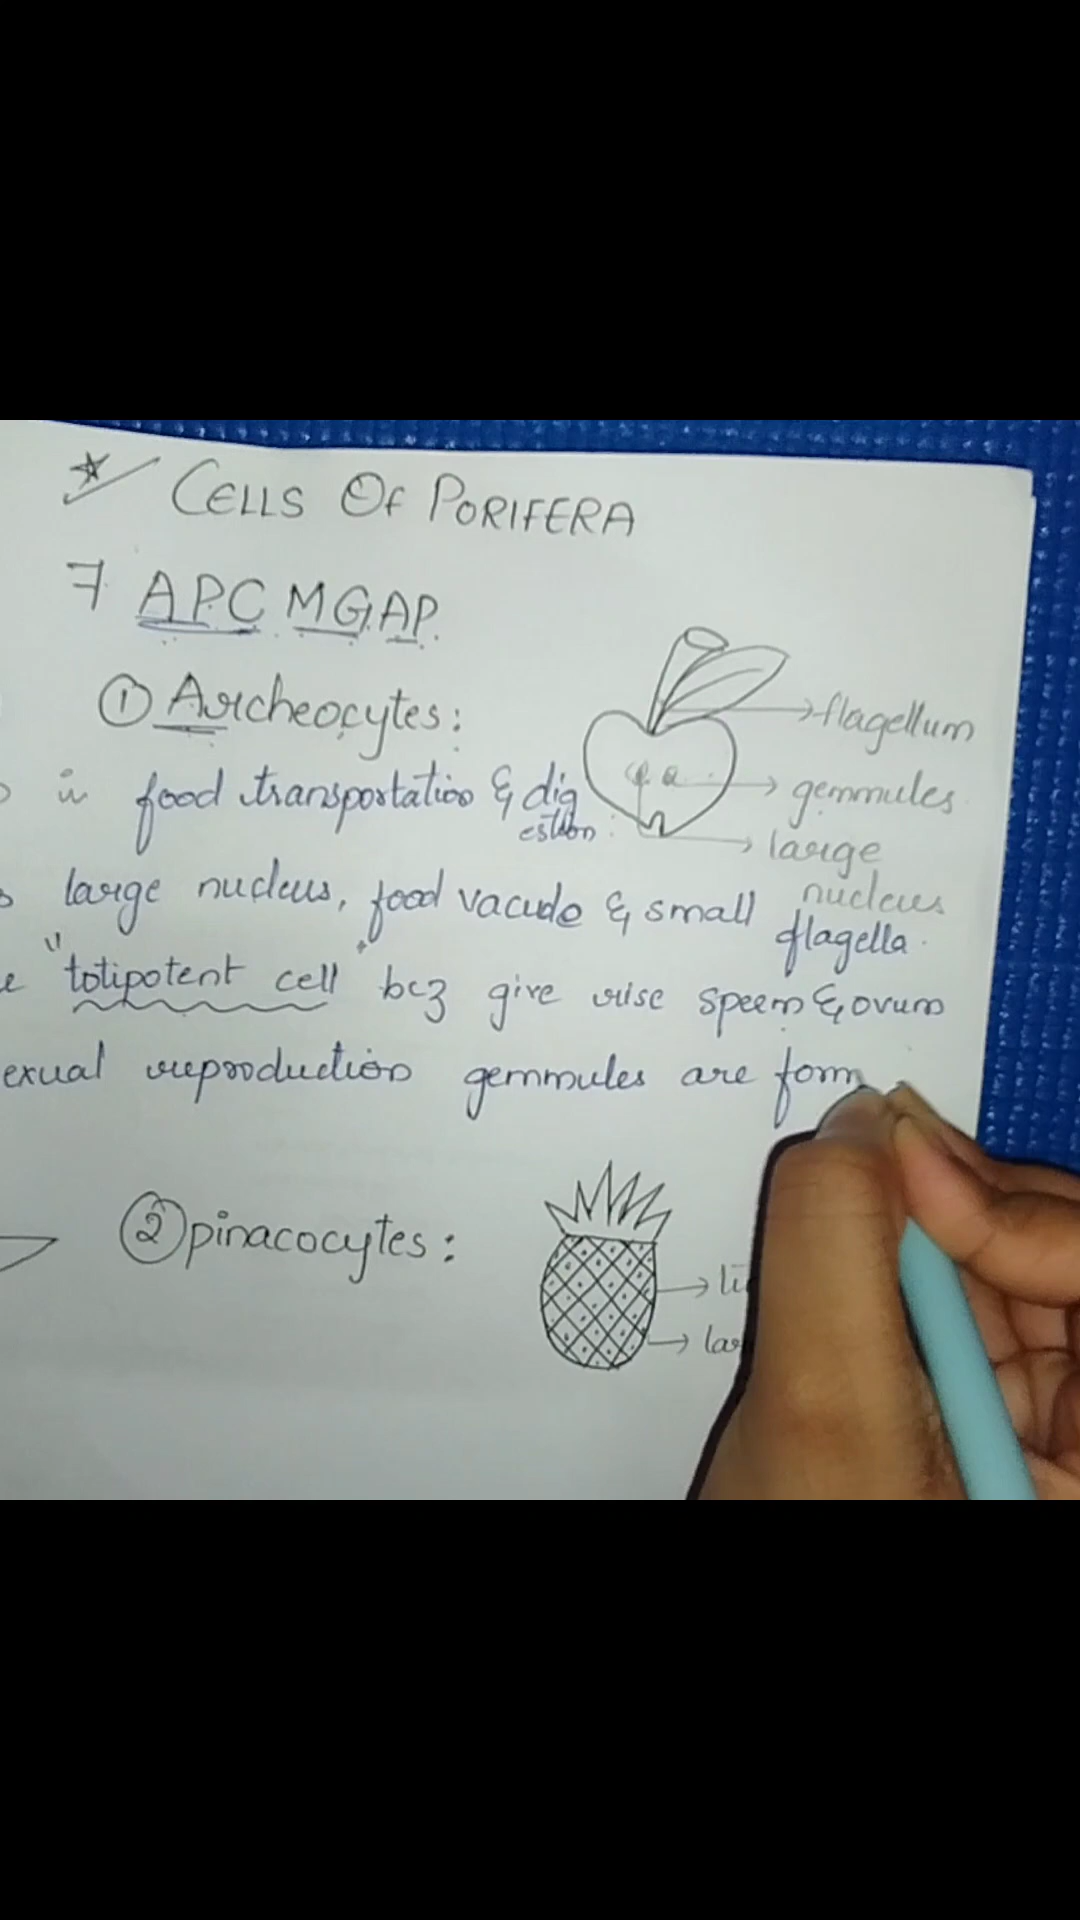 CELLS OF PORIFERA
7 APC MGAP.
① Archeocytes:
flagellum
in food transportation & dig
estion
gemmules
large
nucleus
large nucleus, food vacuole & small flagella.
"totipotent cell" bcz give rise sperm & ovum
exual reproduction gemmules are form
② pinacocytes: